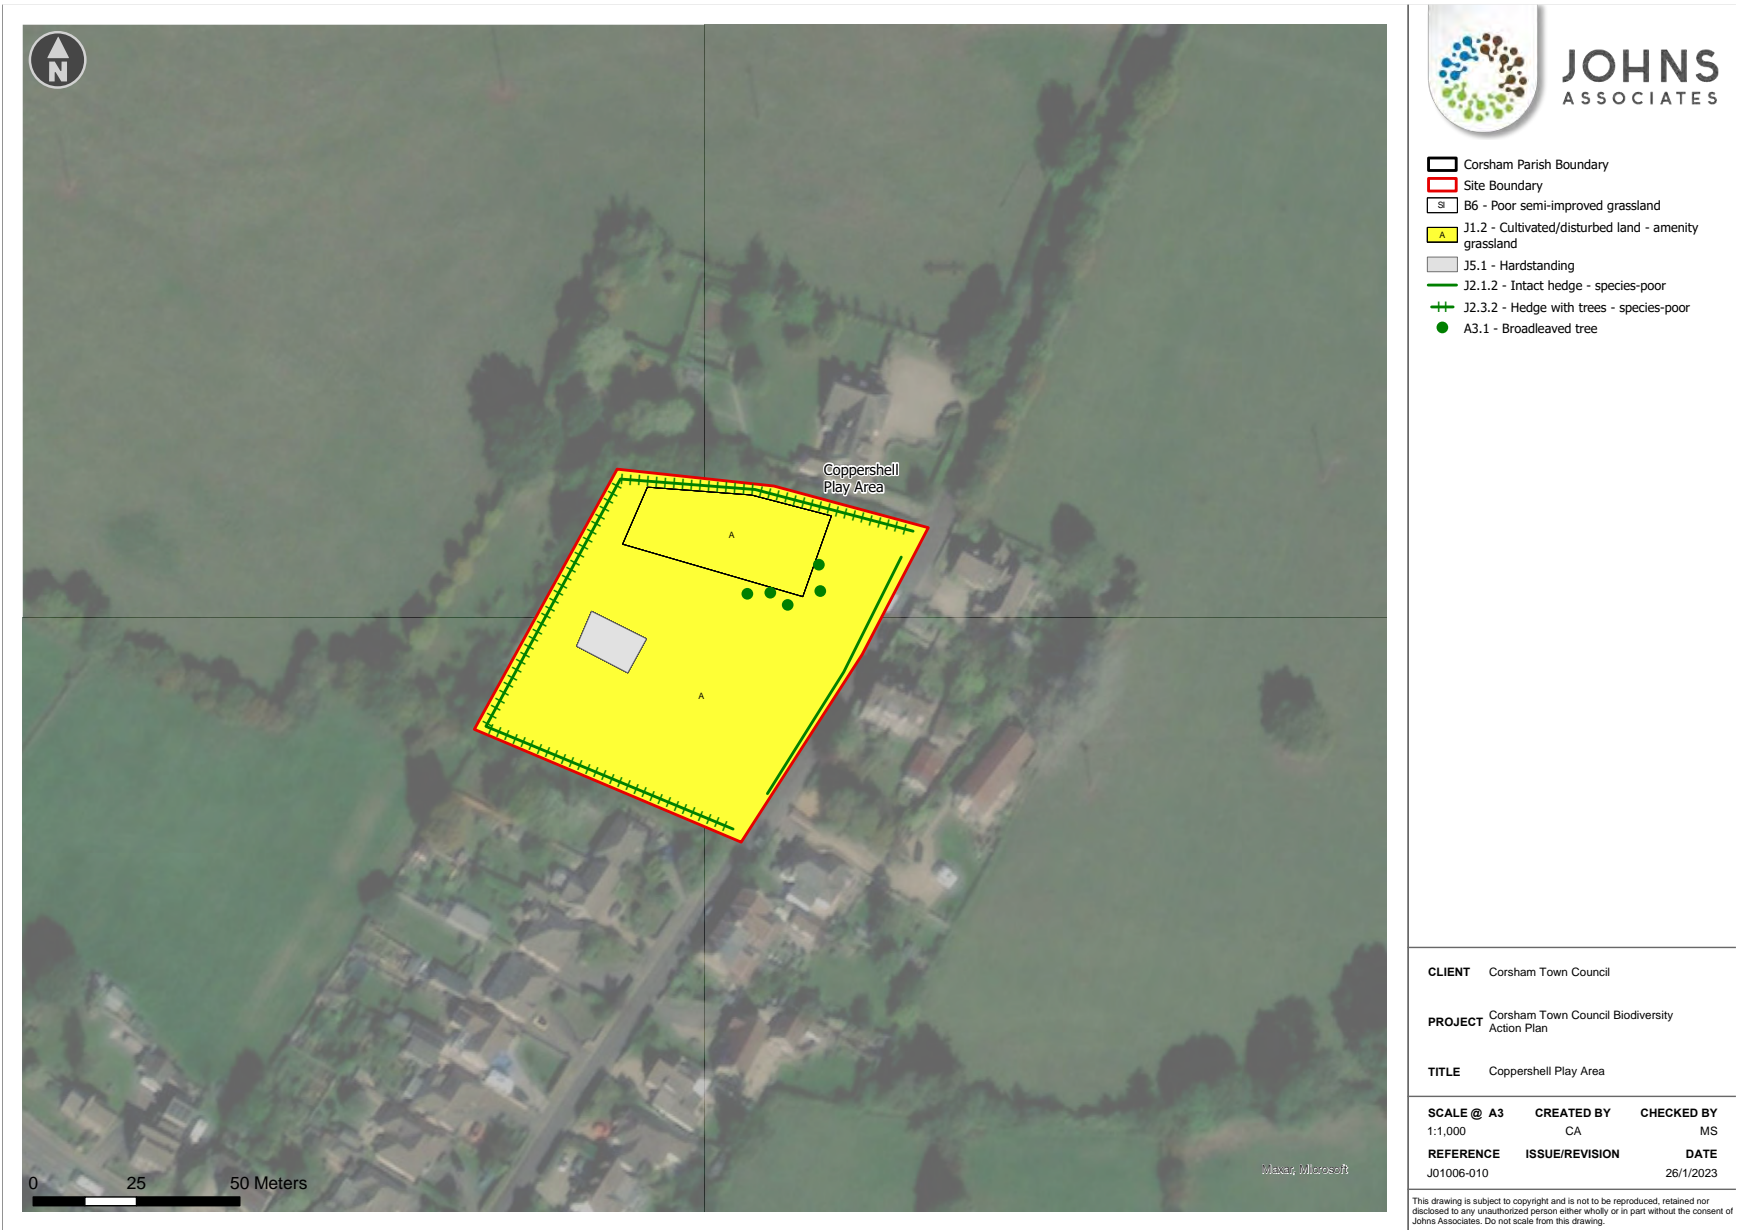 N
Coppershell
Play Area
A
A
0 25 50 Meters
Maxar, Microsoft
JOHNS
ASSOCIATES
Corsham Parish Boundary
Site Boundary
SI B6 - Poor semi-improved grassland
A J1.2 - Cultivated/disturbed land - amenity
grassland
J5.1 - Hardstanding
J2.1.2 - Intact hedge - species-poor
J2.3.2 - Hedge with trees - species-poor
A3.1 - Broadleaved tree
CLIENT Corsham Town Council
PROJECT Corsham Town Council Biodiversity
Action Plan
TITLE Coppershell Play Area
SCALE @ A3 CREATED BY CHECKED BY
1:1,000 CA MS
REFERENCE ISSUE/REVISION DATE
J01006-010 26/1/2023
This drawing is subject to copyright and is not to be reproduced, retained nor
disclosed to any unauthorized person either wholly or in part without the consent of
Johns Associates. Do not scale from this drawing.